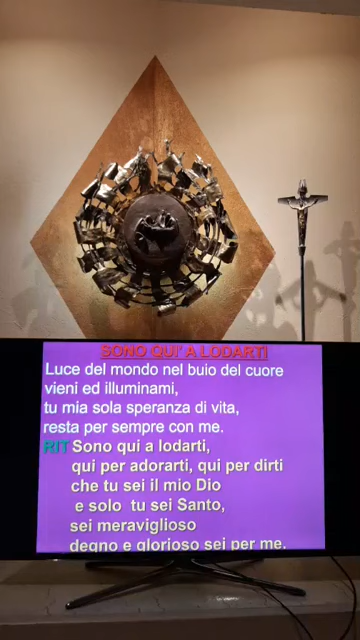 SONO QUI' A LODARTI
Luce del mondo nel buio del cuore
vieni ed illuminami,
tu mia sola speranza di vita,
resta per sempre con me.
RIT Sono qui a lodarti,
qui per adorarti, qui per dirti
che tu sei il mio Dio
e solo tu sei Santo,
sei meraviglioso
degno e glorioso sei per me.